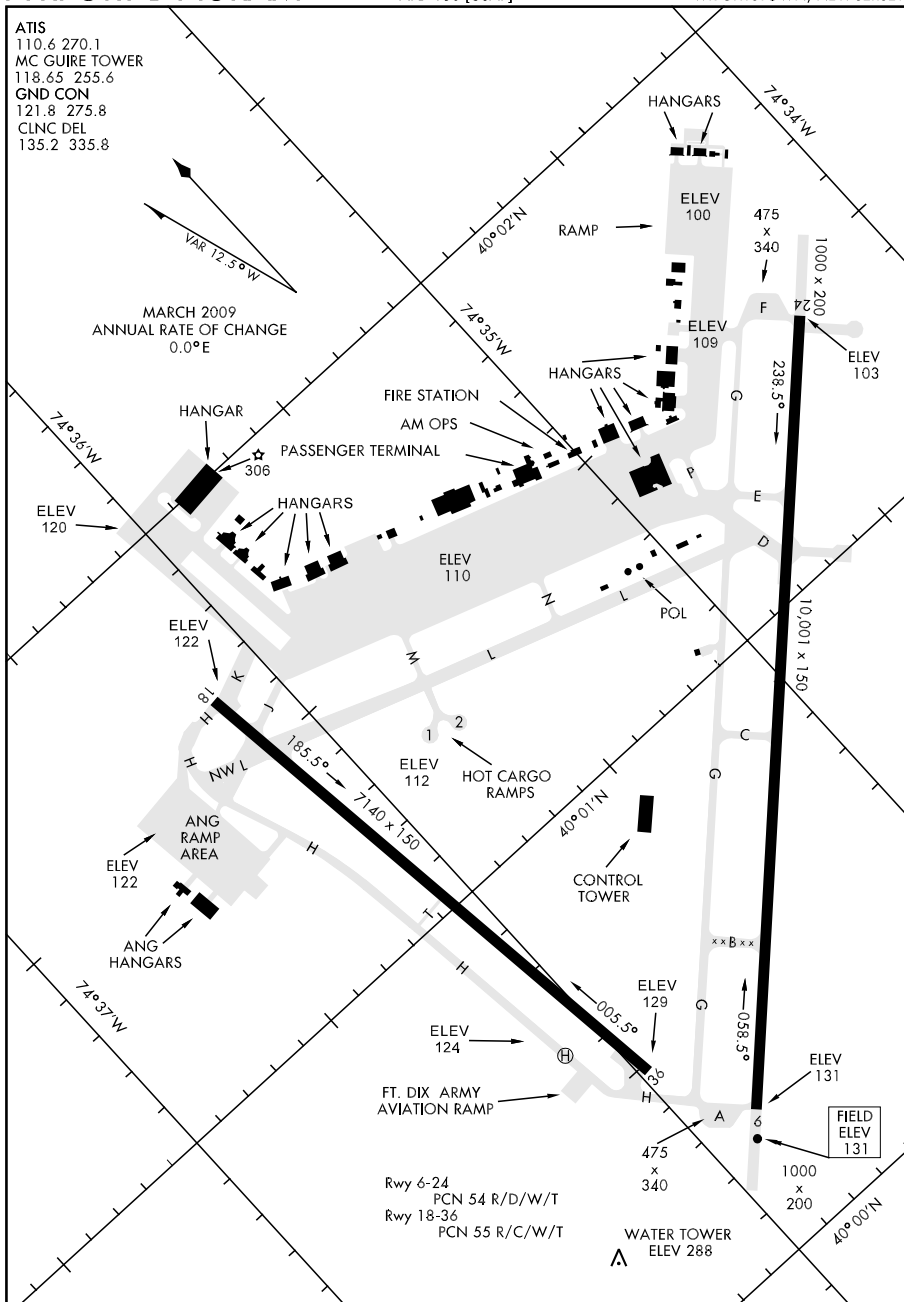 ATIS
110.6 270.1
MC GUIRE TOWER
118.65 255.6
GND CON
121.8 275.8
CLNC DEL
135.2 335.8
VAR 12.5° W
MARCH 2009
ANNUAL RATE OF CHANGE
0.0° E
HANGARS
74°34'W
ELEV
100
RAMP
475
x
340
1000 x 200
40°02'N
74°35'W
F
24
ELEV
109
ELEV
103
238.5°
G
HANGARS
FIRE STATION
AM OPS
PASSENGER TERMINAL
HANGAR
74°36'W
306
HANGARS
P
E
D
ELEV
120
ELEV
110
N
L
POL
10,001 x 150
ELEV
122
M
L
K
J
18
H
H
NW L
185.5°
7140 x 150
1
2
ELEV
112
HOT CARGO
RAMPS
C
G
40°01'N
ANG
RAMP
AREA
ELEV
122
H
CONTROL
TOWER
T
ANG
HANGARS
xxBxx
H
74°37'W
ELEV
129
005.5°
G
058.5°
ELEV
124
H
FT. DIX ARMY
AVIATION RAMP
36
H
A
ELEV
131
6
FIELD
ELEV
131
475
x
340
1000
x
200
Rwy 6-24
PCN 54 R/D/W/T
Rwy 18-36
PCN 55 R/C/W/T
WATER TOWER
ELEV 288
40°00'N